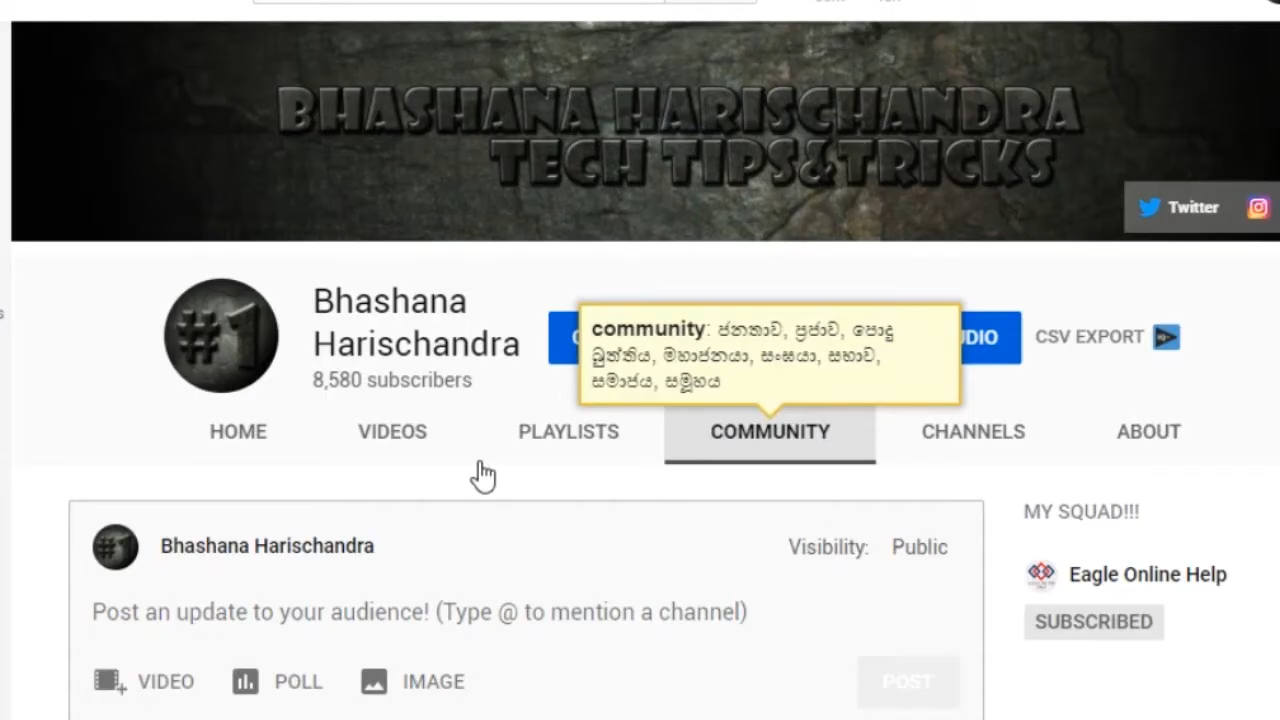 BHASHANA HARISCHANDRA
TECH TIPS&TRICKS
Twitter
Bhashana
Harischandra
8,580 subscribers
community: ජනතාව, ප්‍රජාව, පොදු
බුත්තිය, මහාජනයා, සංඝයා, සභාව,
සමාජය, සමූහය
CSV EXPORT
HOME VIDEOS PLAYLISTS COMMUNITY CHANNELS ABOUT
Bhashana Harischandra
Visibility: Public
Post an update to your audience! (Type @ to mention a channel)
VIDEO POLL IMAGE POST
MY SQUAD!!!
Eagle Online Help
SUBSCRIBED